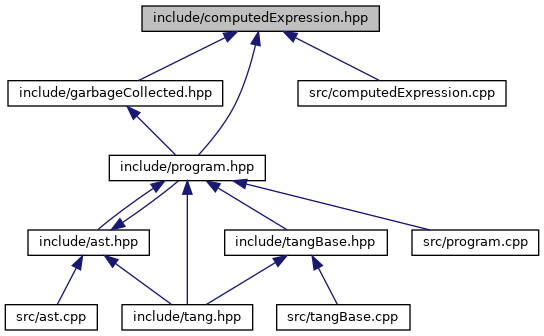 include/computedExpression.hpp
include/garbageCollected.hpp
src/computedExpression.cpp
include/program.hpp
include/ast.hpp
include/tangBase.hpp
src/program.cpp
src/ast.cpp
include/tang.hpp
src/tangBase.cpp